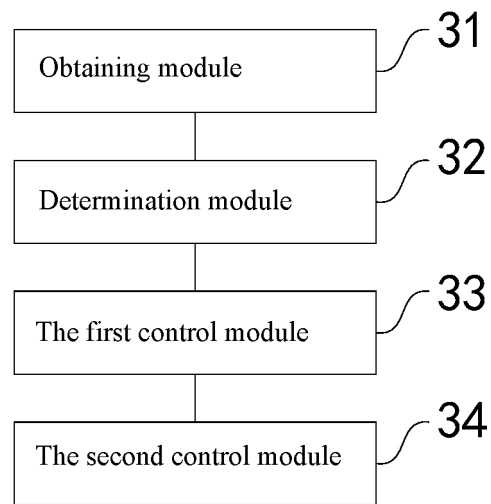 31
Obtaining module
32
Determination module
33
The first control module
34
The second control module